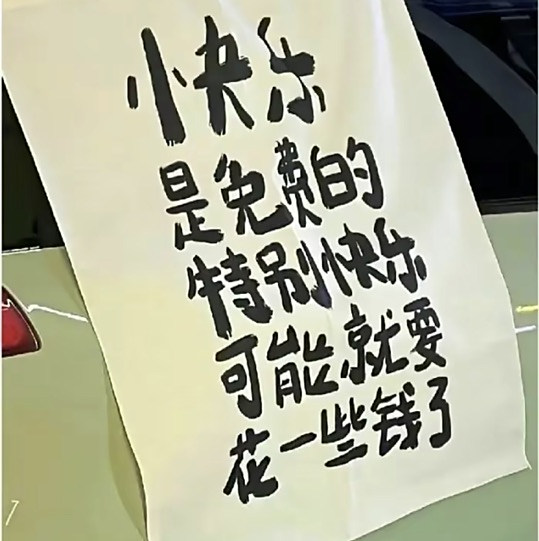 快乐
是免费的
特别快乐
可能就要
花一些钱了